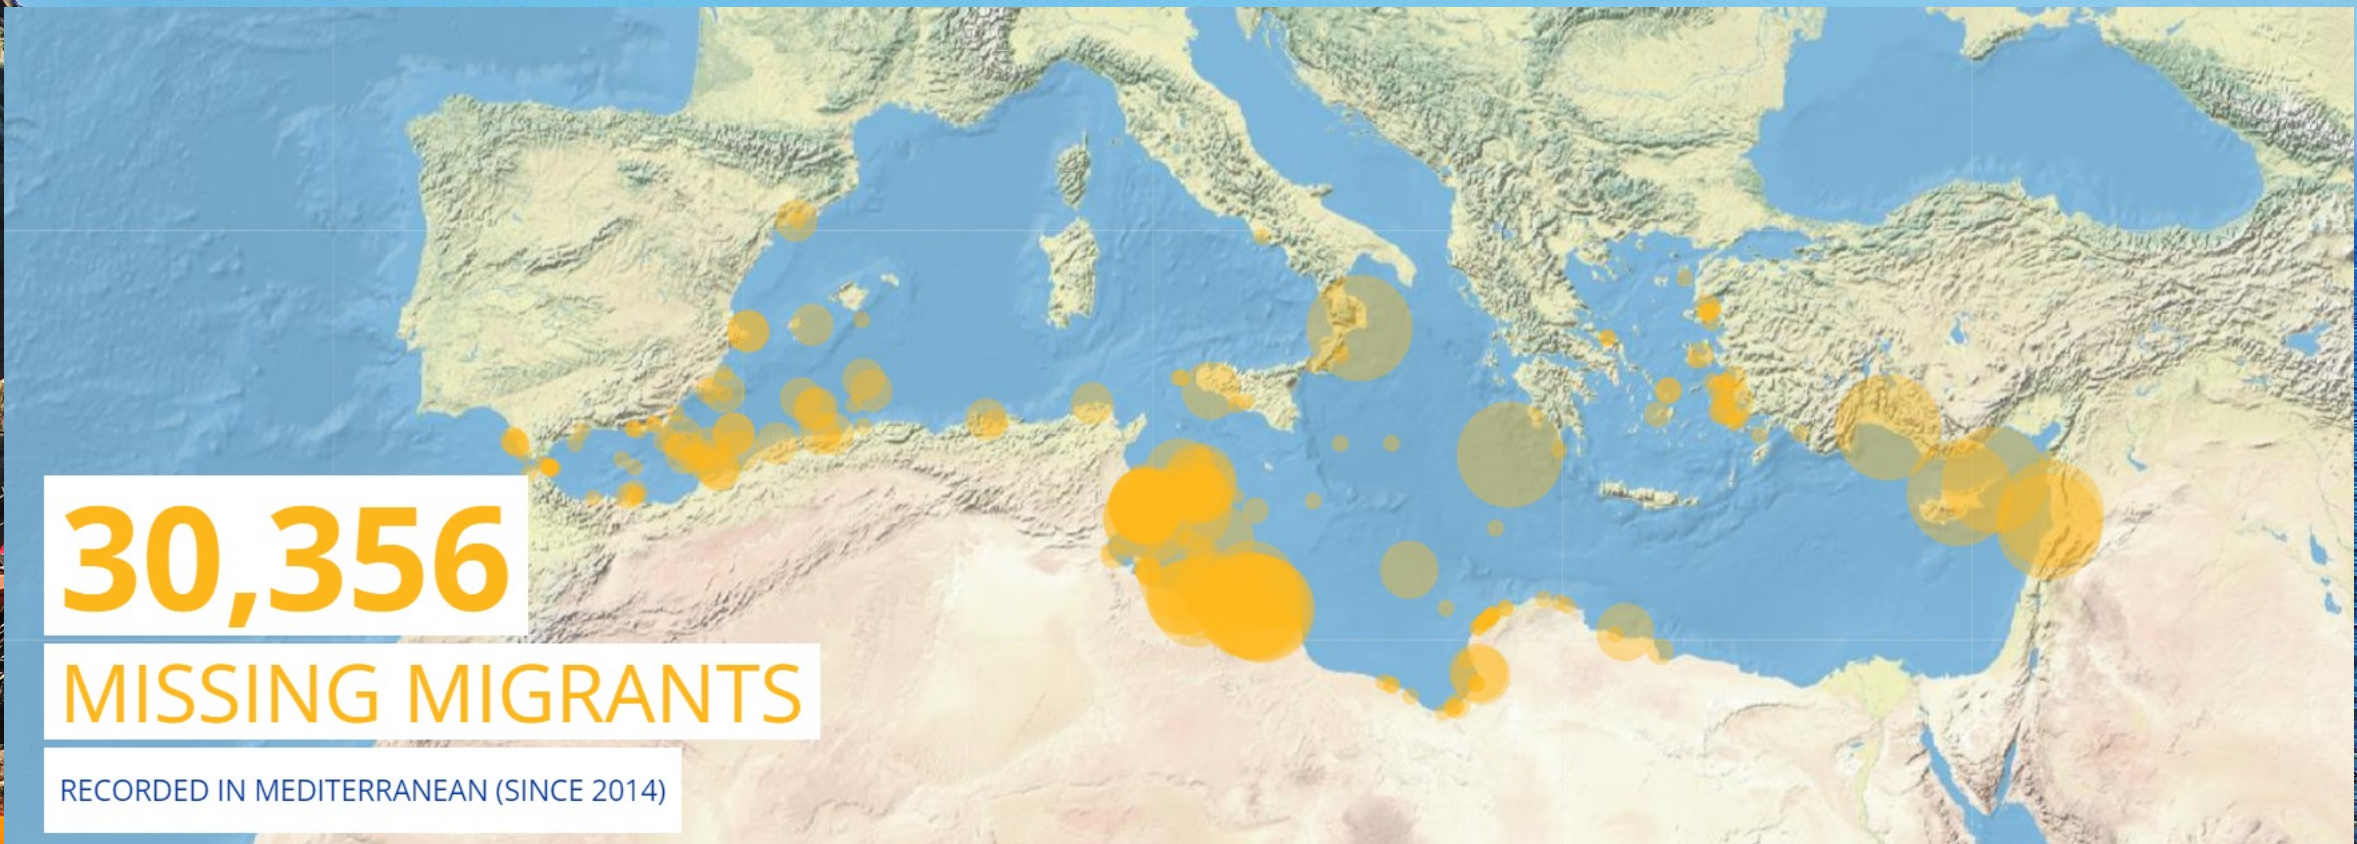 30,356
MISSING MIGRANTS
RECORDED IN MEDITERRANEAN (SINCE 2014)